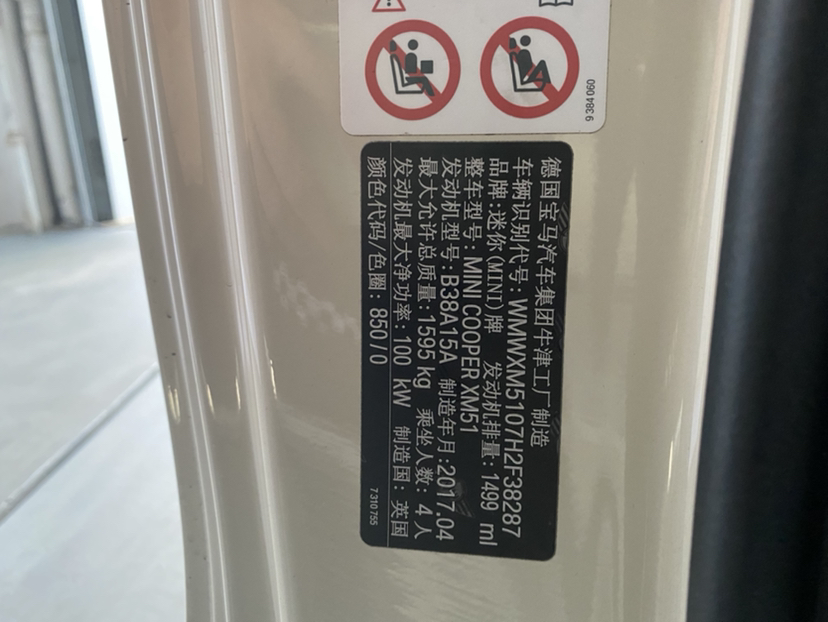 9 384 060
德国宝马汽车集团牛津工厂制造
车辆识别代号：WMWXM5107H2F38287
品牌：迷你(MINI)牌 发动机排量：1499 ml
整车型号：MINI COOPER XM51
发动机型号：B38A15A 制造年月：2017.04
最大允许总质量：1595 kg 乘坐人数：4 人
发动机最大净功率：100 kW 制造国：英国
颜色代码/色圈：850/0
7310755